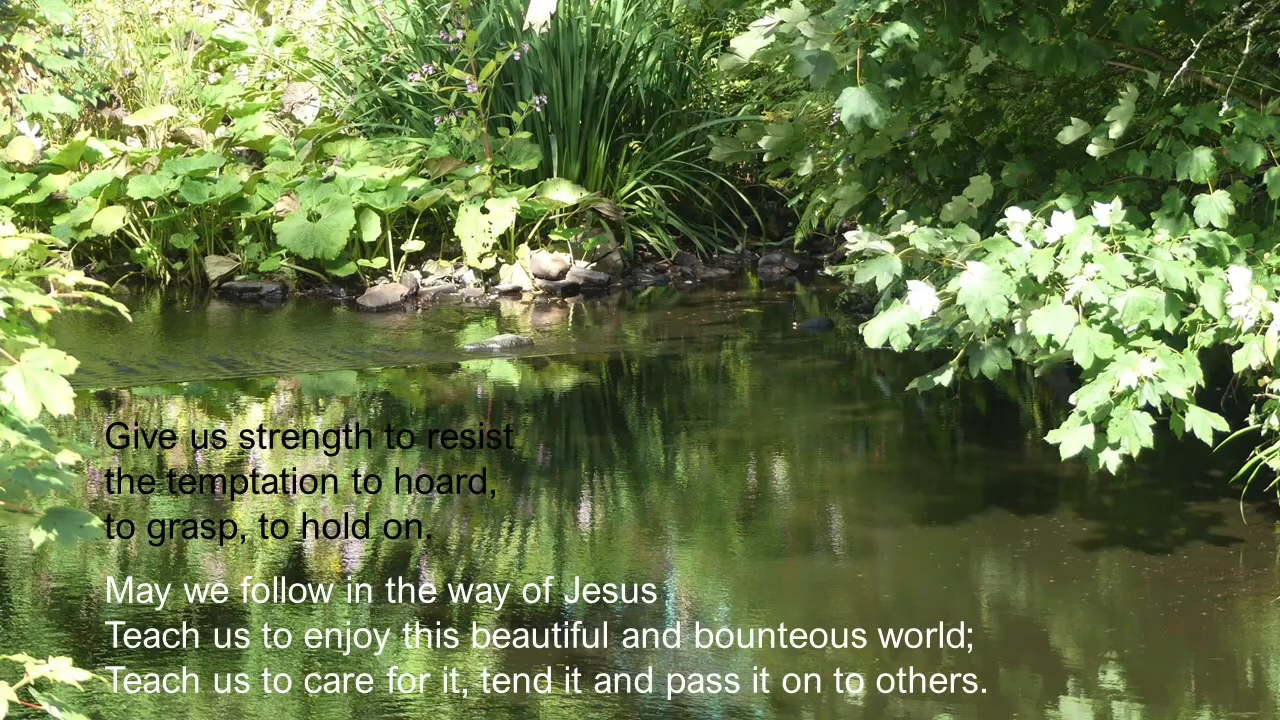 Give us strength to resist
the temptation to hoard,
to grasp, to hold on.
May we follow in the way of Jesus
Teach us to enjoy this beautiful and bounteous world;
Teach us to care for it, tend it and pass it on to others.